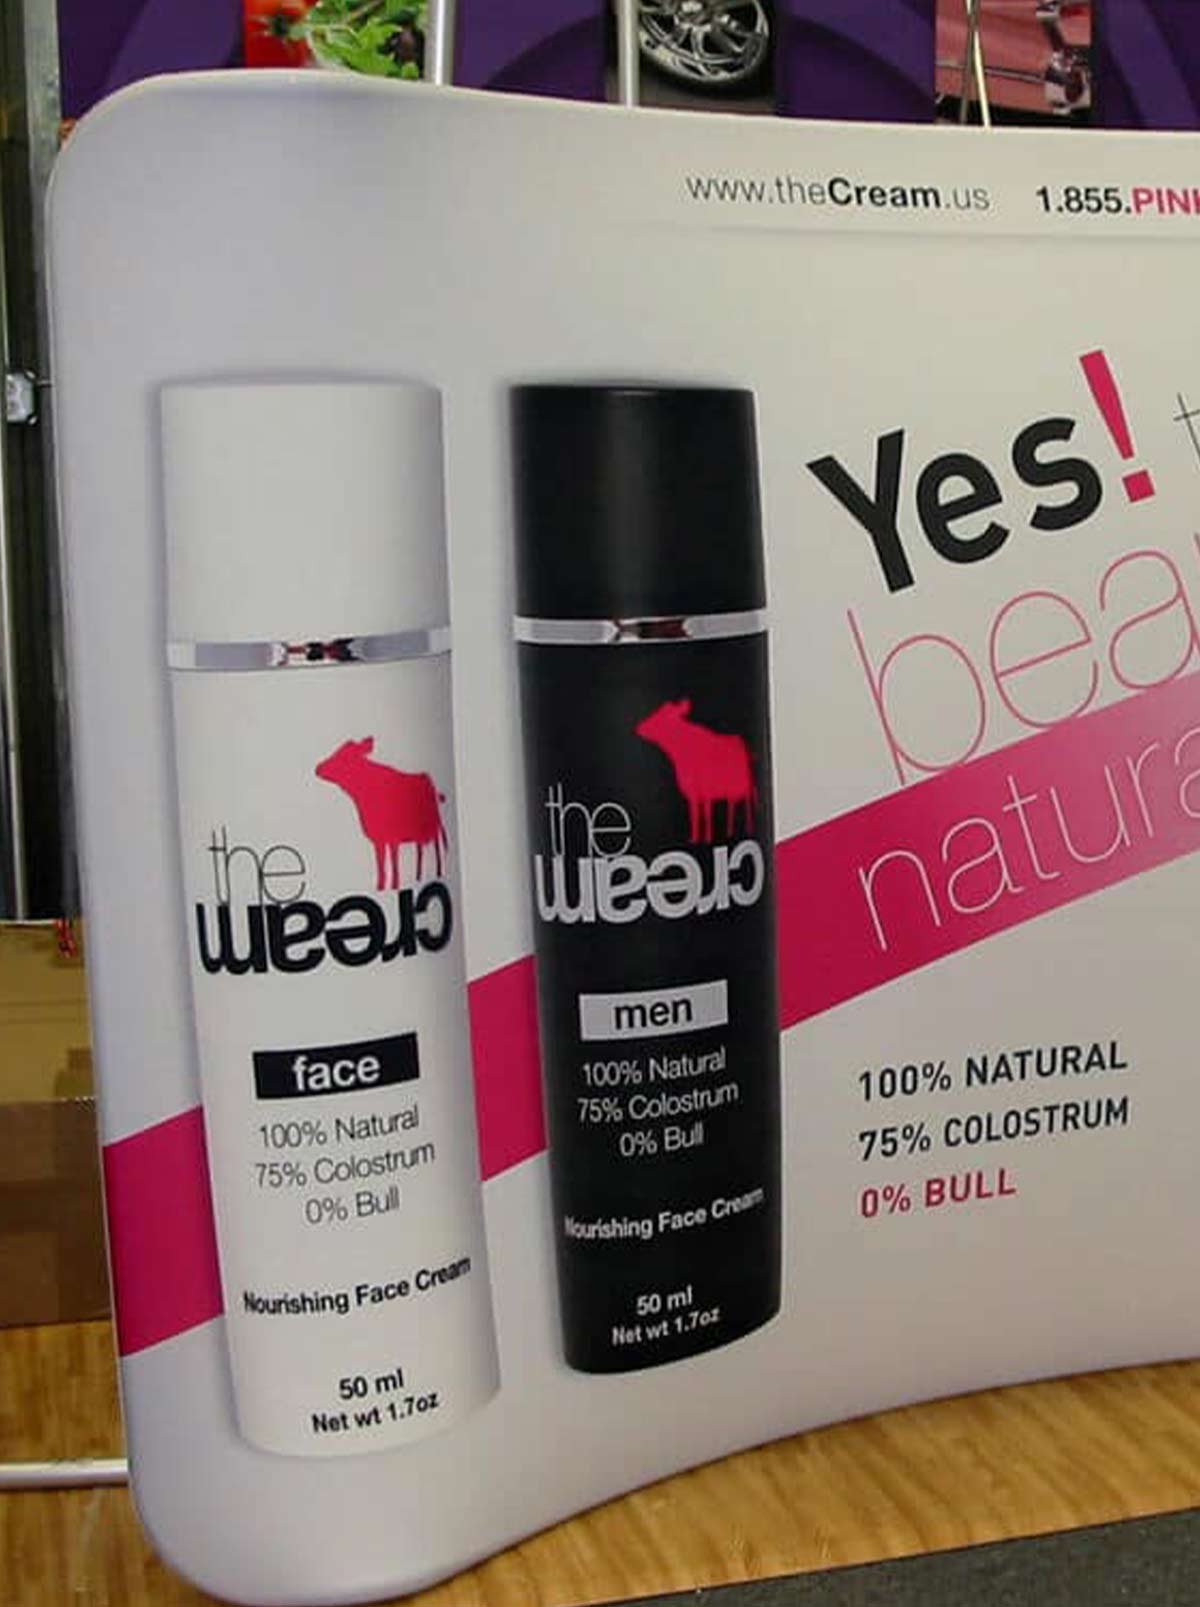 www.theCream.us 1.855.PINK
Yes!
natura
the
cream
face
100% Natural
75% Colostrum
0% Bull
Nourishing Face Cream
50 ml
Net wt 1.7oz
the
cream
men
100% Natural
75% Colostrum
0% Bull
Nourishing Face Cream
50 ml
Net wt 1.7oz
bea
100% NATURAL
75% COLOSTRUM
0% BULL